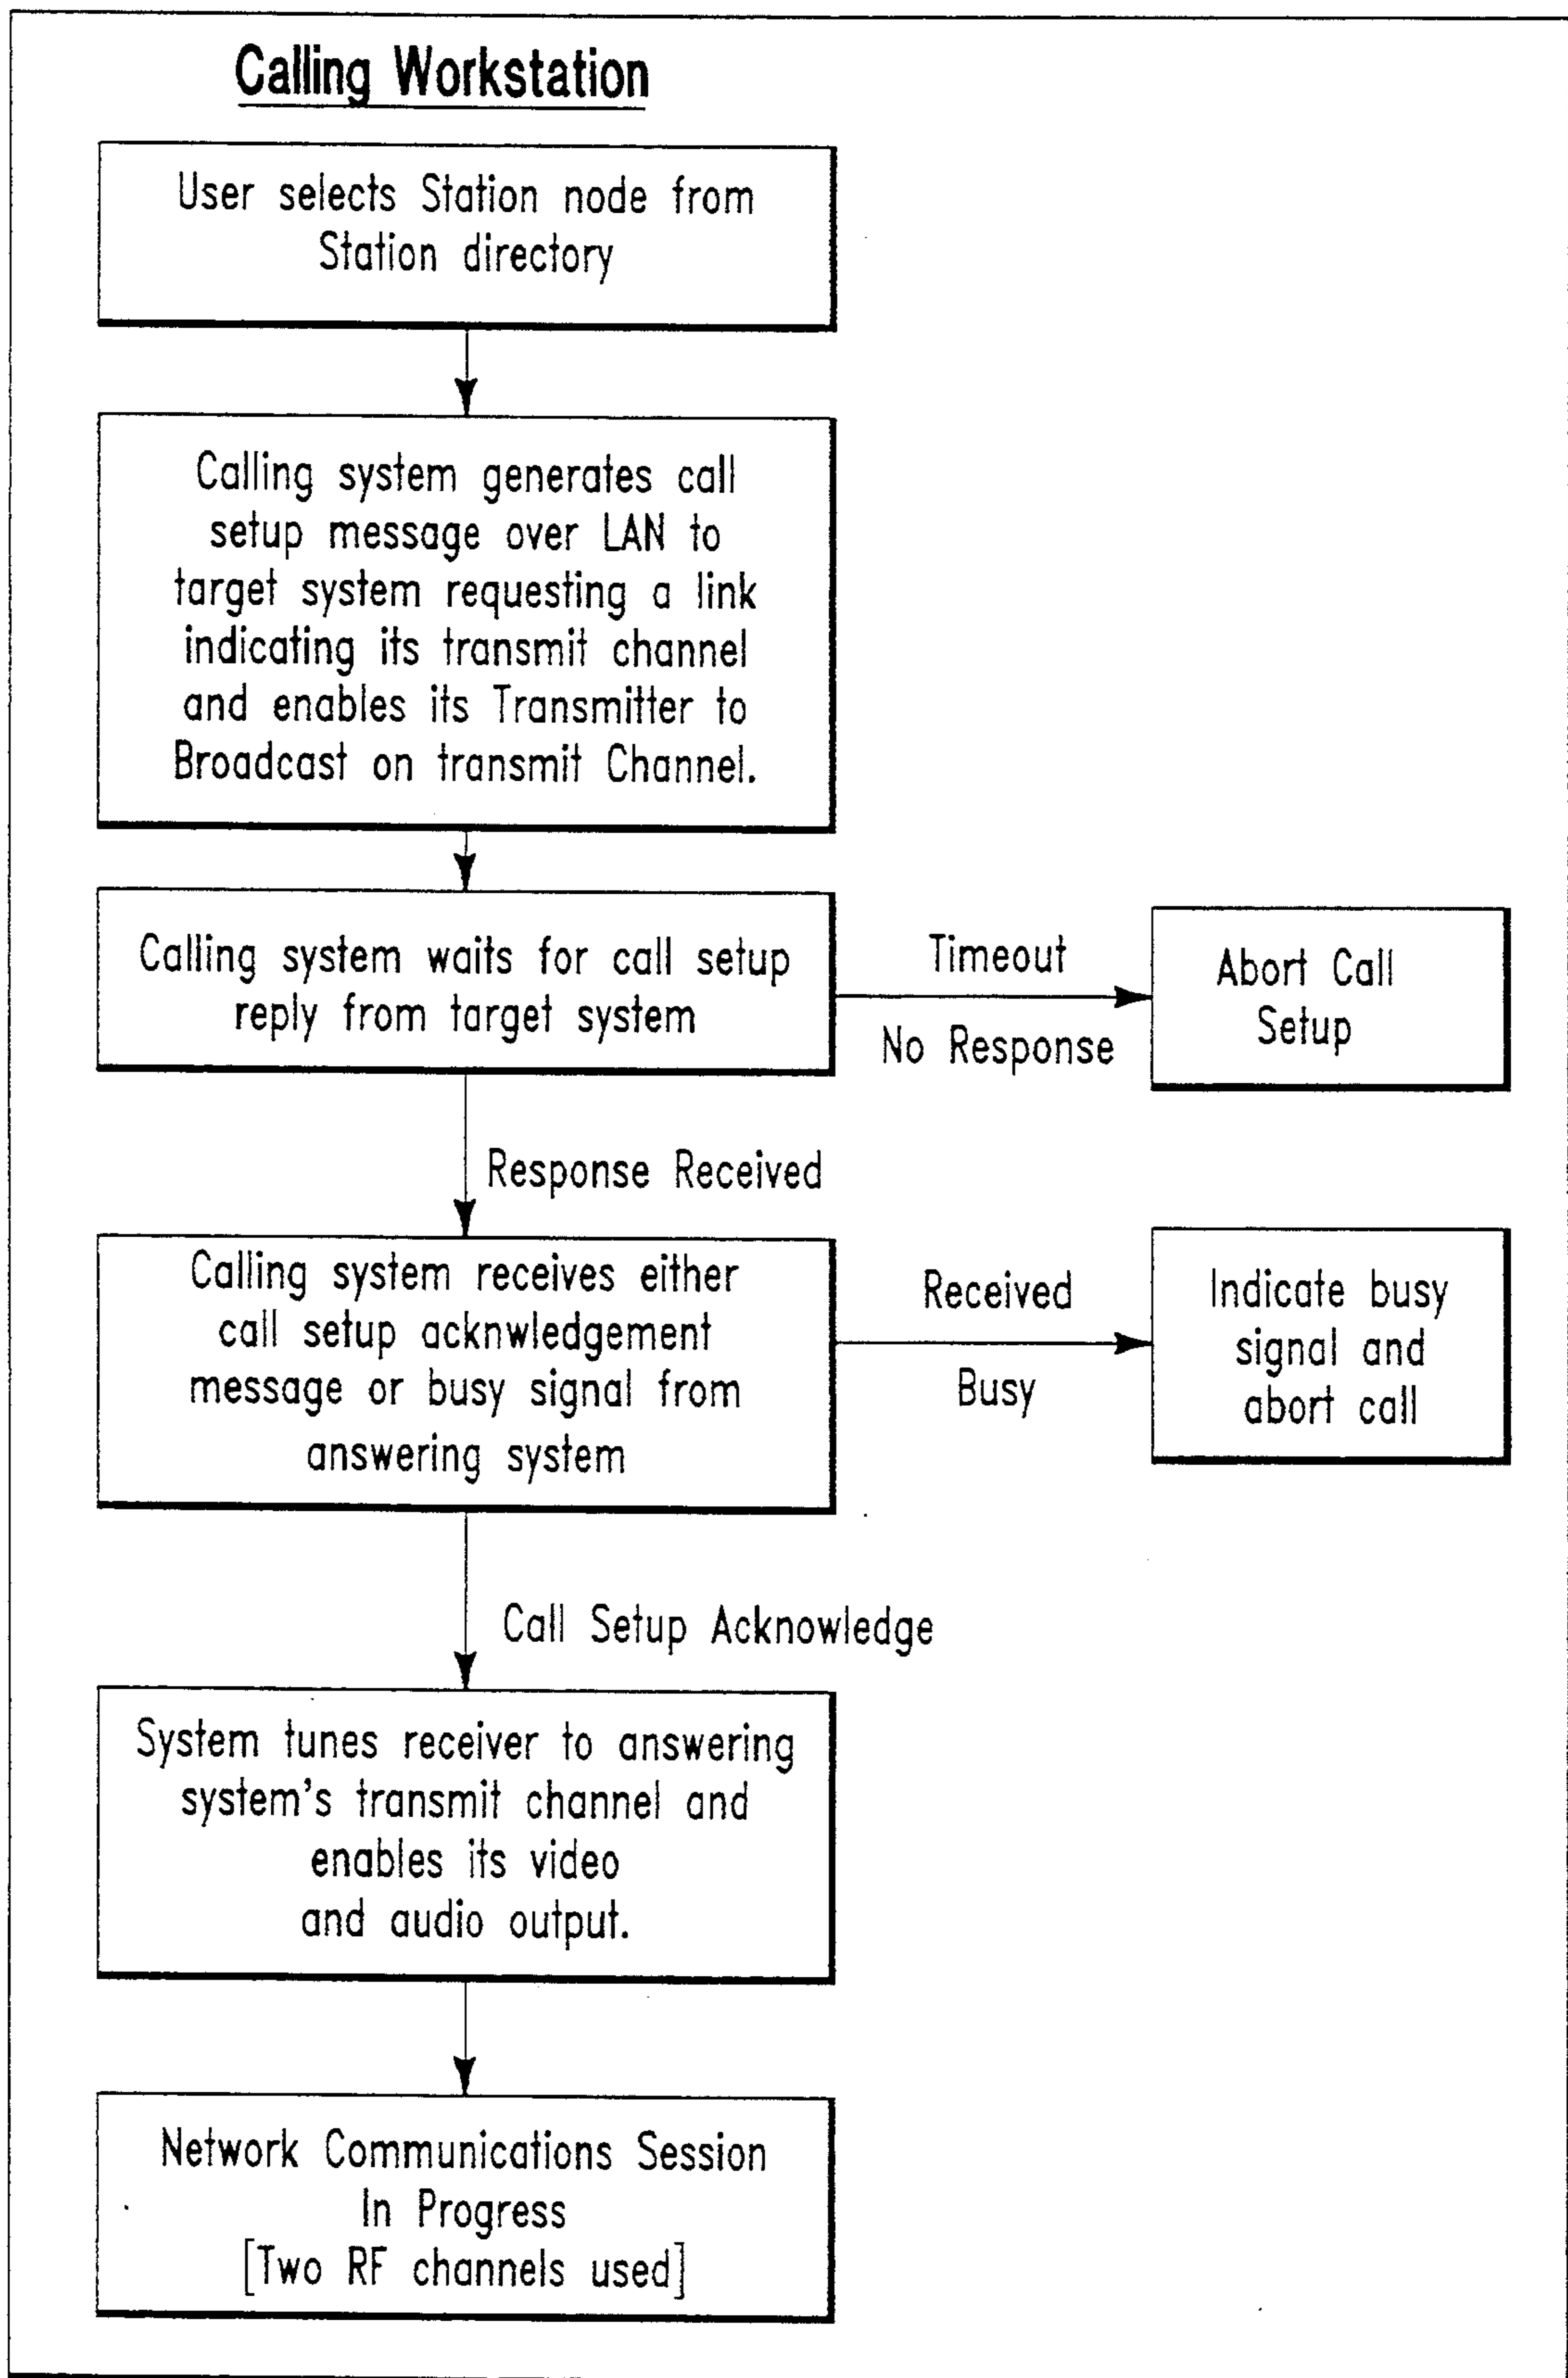 Calling Workstation
User selects Station node from
Station directory
Calling system generates call
setup message over LAN to
target system requesting a link
indicating its transmit channel
and enables its Transmitter to
Broadcast on transmit Channel.
Calling system waits for call setup
reply from target system
Timeout
No Response
Abort Call
Setup
Response Received
Calling system receives either
call setup acknwledgement
message or busy signal from
answering system
Received
Busy
Indicate busy
signal and
abort call
Call Setup Acknowledge
System tunes receiver to answering
system's transmit channel and
enables its video
and audio output.
Network Communications Session
In Progress
[Two RF channels used]